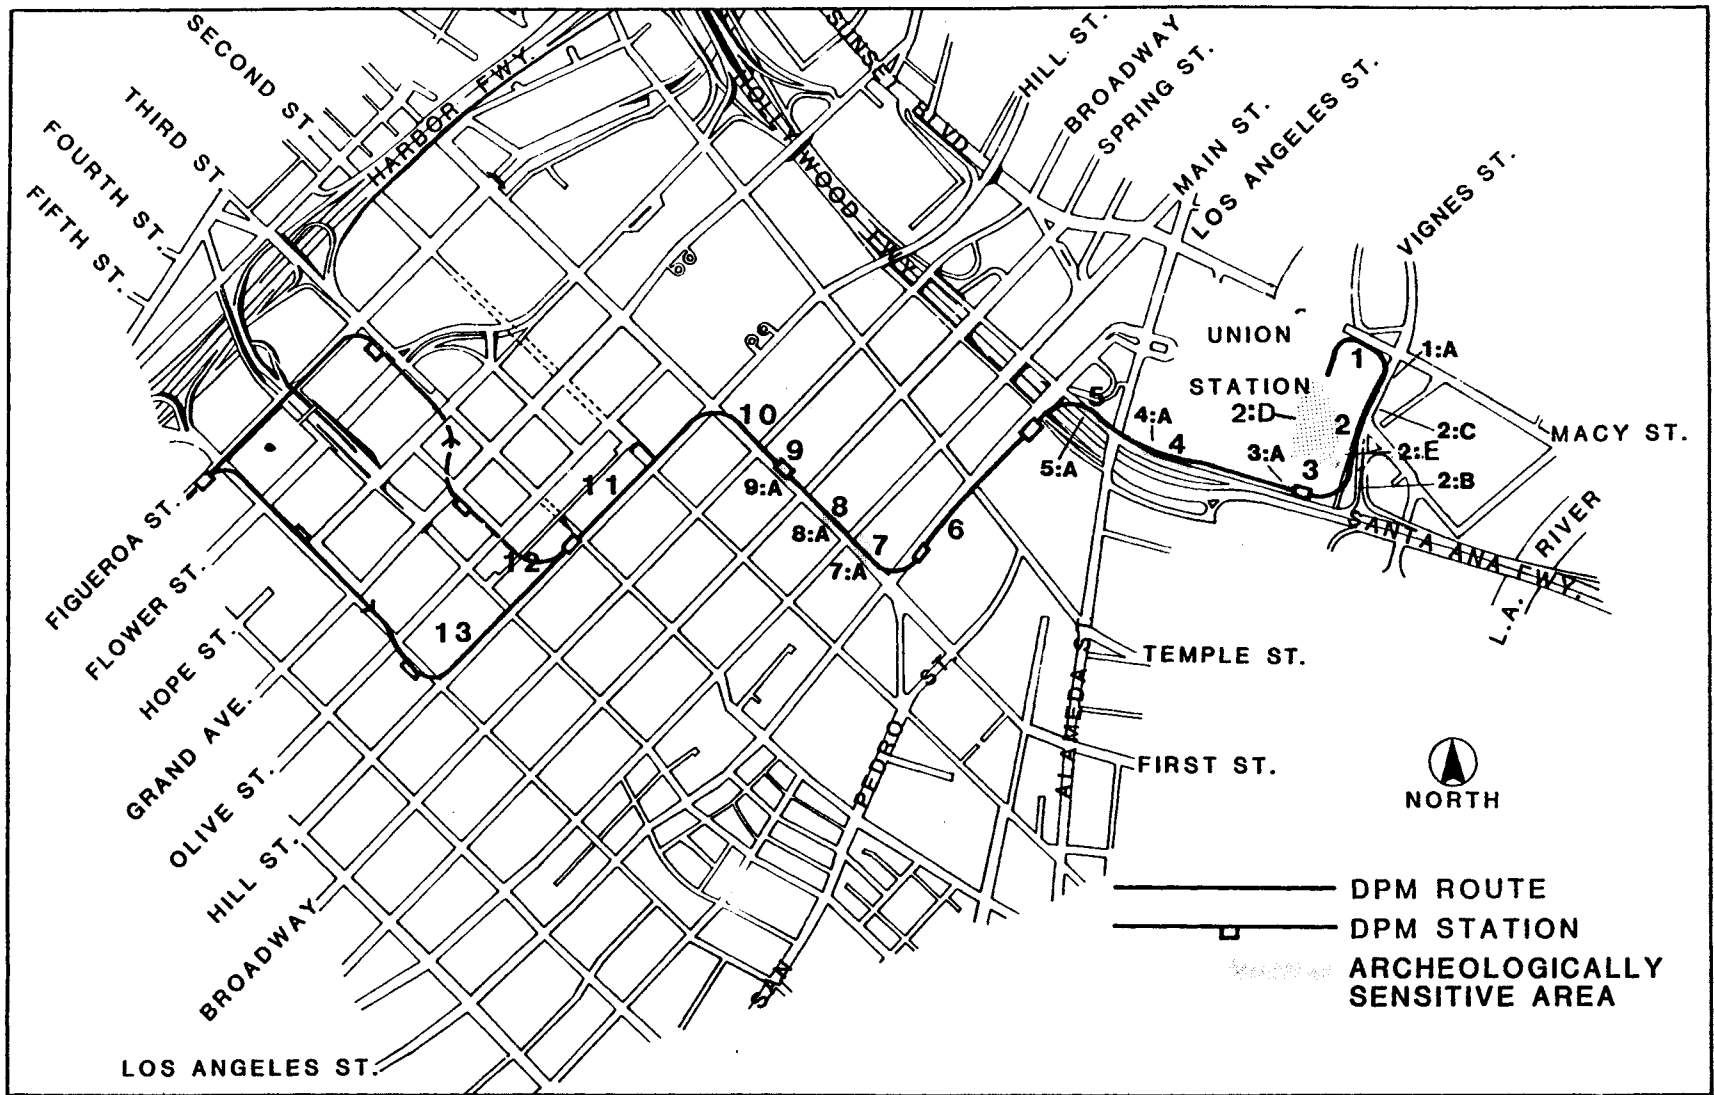 SECOND ST.
THIRD ST.
FOURTH ST.
FIFTH ST.
HARBOR FWY.
HOLLYWOOD FWY.
SUNSET BLVD
HILL ST.
BROADWAY
SPRING ST.
MAIN ST.
LOS ANGELES ST.
VIGNES ST.
UNION
STATION
1
1:A
2:D
2
2:C
2:E
2:B
MACY ST.
3:A
3
4:A
4
5
5:A
6
7
7:A
8
8:A
9
9:A
10
11
12
13
SANTA ANA FWY.
L.A. RIVER
FIGUEROA ST.
FLOWER ST.
HOPE ST.
GRAND AVE.
OLIVE ST.
HILL ST.
BROADWAY
LOS ANGELES ST.
SAN PEDRO ST
ALAMEDA S
TEMPLE ST.
FIRST ST.
NORTH
DPM ROUTE
DPM STATION
ARCHEOLOGICALLY
SENSITIVE AREA